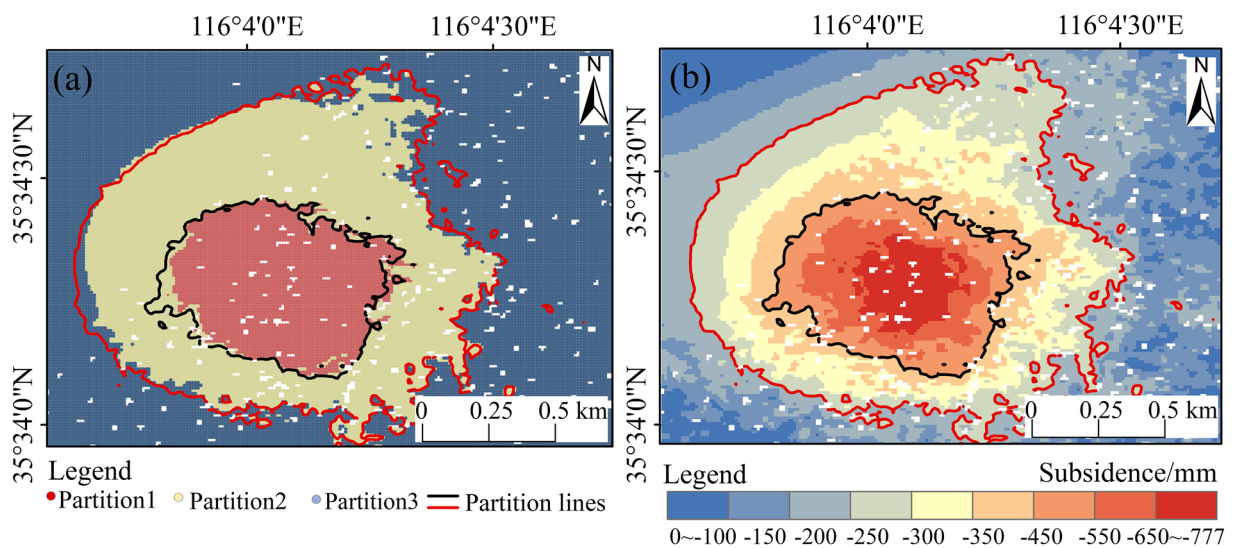 116°4'0"E 116°4'30"E 116°4'0"E 116°4'30"E
(a) N (b) N
35°34'30"N 35°34'30"N
35°34'0"N 35°34'0"N
0 0.25 0.5 km 0 0.25 0.5 km
Legend Legend Subsidence/mm
Partition1 Partition2 Partition3 Partition lines
0~-100 -150 -200 -250 -300 -350 -450 -550 -650~-777